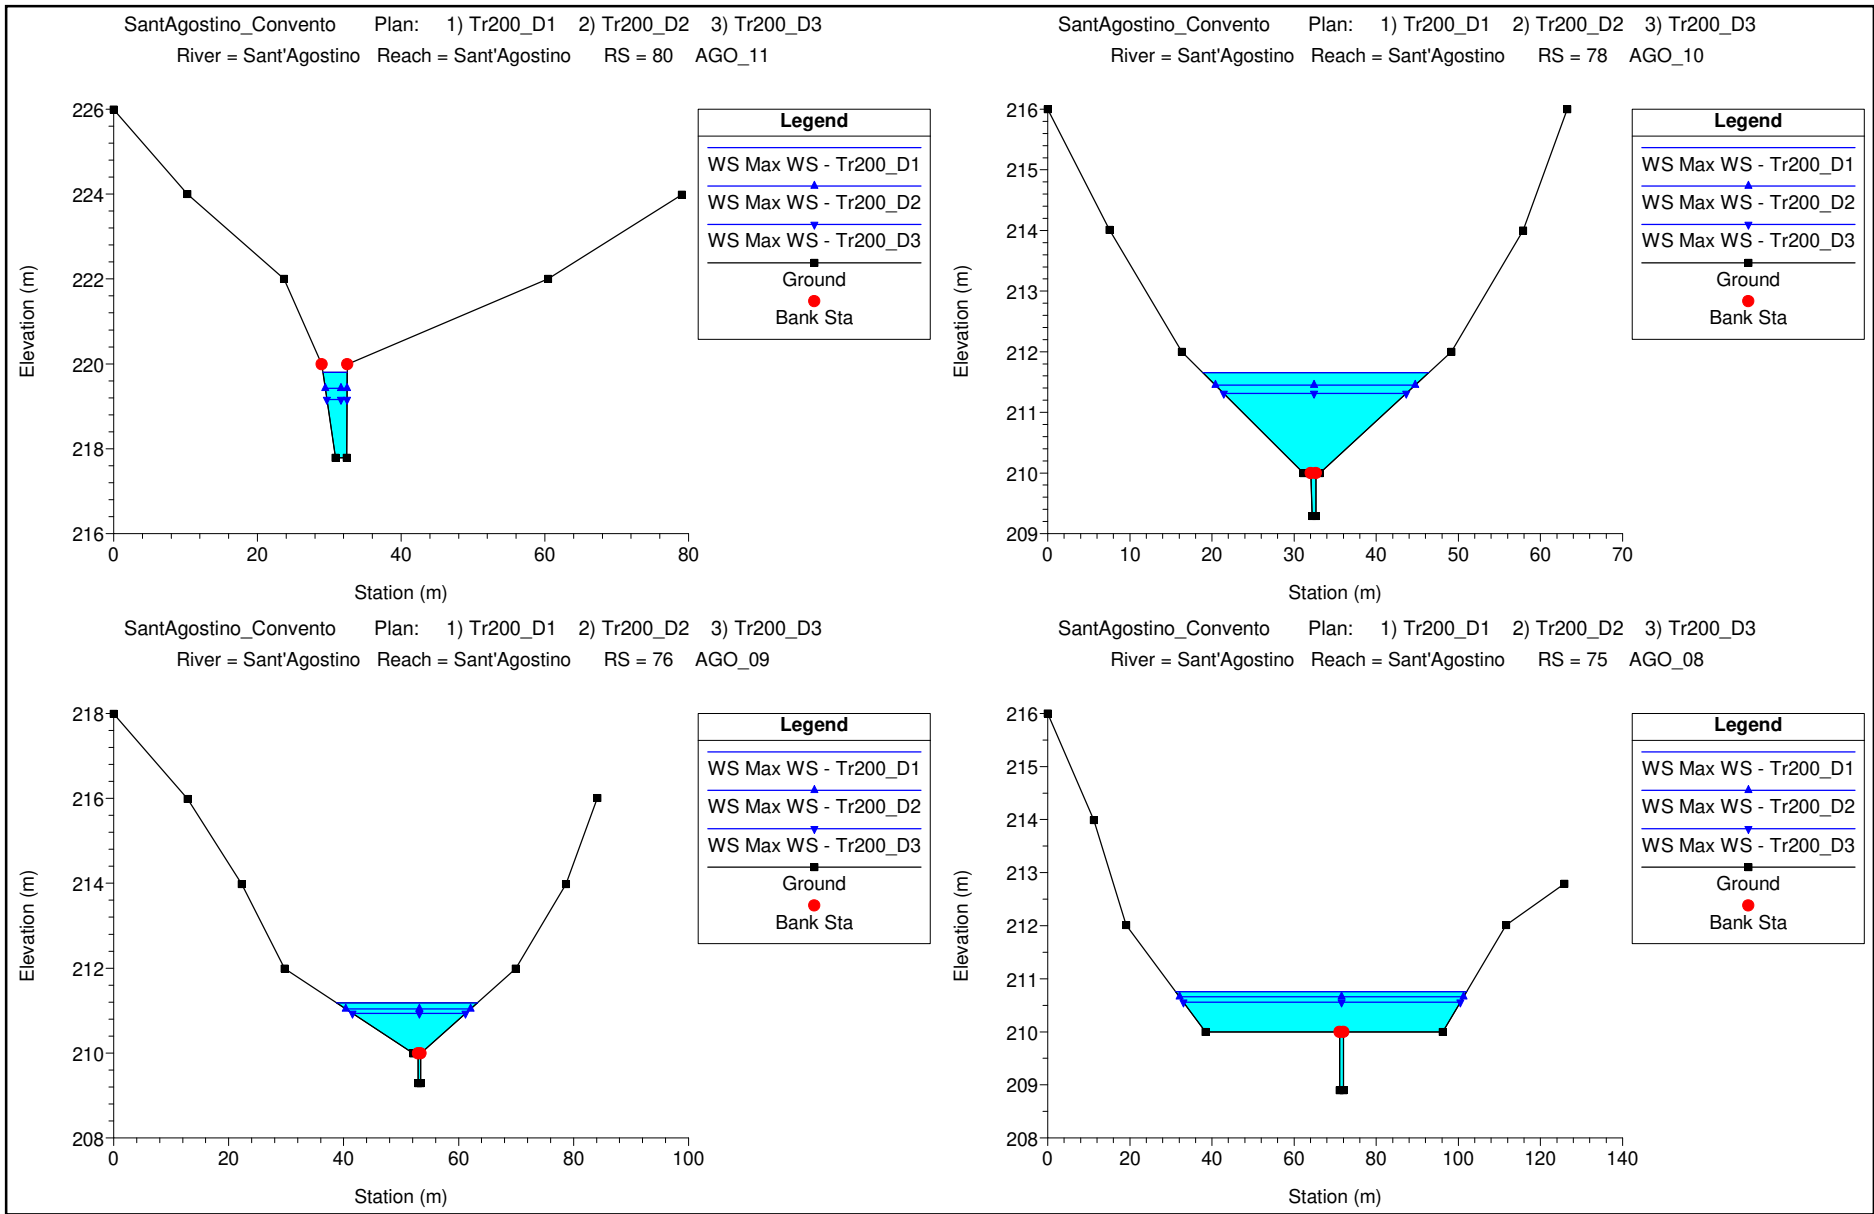 SantAgostino_Convento Plan: 1) Tr200_D1 2) Tr200_D2 3) Tr200_D3
River = Sant'Agostino Reach = Sant'Agostino RS = 80 AGO_11
226
224
222
220
218
216
Elevation (m)
0 20 40 60 80
Station (m)
Legend
WS Max WS - Tr200_D1
WS Max WS - Tr200_D2
WS Max WS - Tr200_D3
Ground
Bank Sta
SantAgostino_Convento Plan: 1) Tr200_D1 2) Tr200_D2 3) Tr200_D3
River = Sant'Agostino Reach = Sant'Agostino RS = 78 AGO_10
216
215
214
213
212
211
210
209
Elevation (m)
0 10 20 30 40 50 60 70
Station (m)
Legend
WS Max WS - Tr200_D1
WS Max WS - Tr200_D2
WS Max WS - Tr200_D3
Ground
Bank Sta
SantAgostino_Convento Plan: 1) Tr200_D1 2) Tr200_D2 3) Tr200_D3
River = Sant'Agostino Reach = Sant'Agostino RS = 76 AGO_09
218
216
214
212
210
208
Elevation (m)
0 20 40 60 80 100
Station (m)
Legend
WS Max WS - Tr200_D1
WS Max WS - Tr200_D2
WS Max WS - Tr200_D3
Ground
Bank Sta
SantAgostino_Convento Plan: 1) Tr200_D1 2) Tr200_D2 3) Tr200_D3
River = Sant'Agostino Reach = Sant'Agostino RS = 75 AGO_08
216
215
214
213
212
211
210
209
208
Elevation (m)
0 20 40 60 80 100 120 140
Station (m)
Legend
WS Max WS - Tr200_D1
WS Max WS - Tr200_D2
WS Max WS - Tr200_D3
Ground
Bank Sta